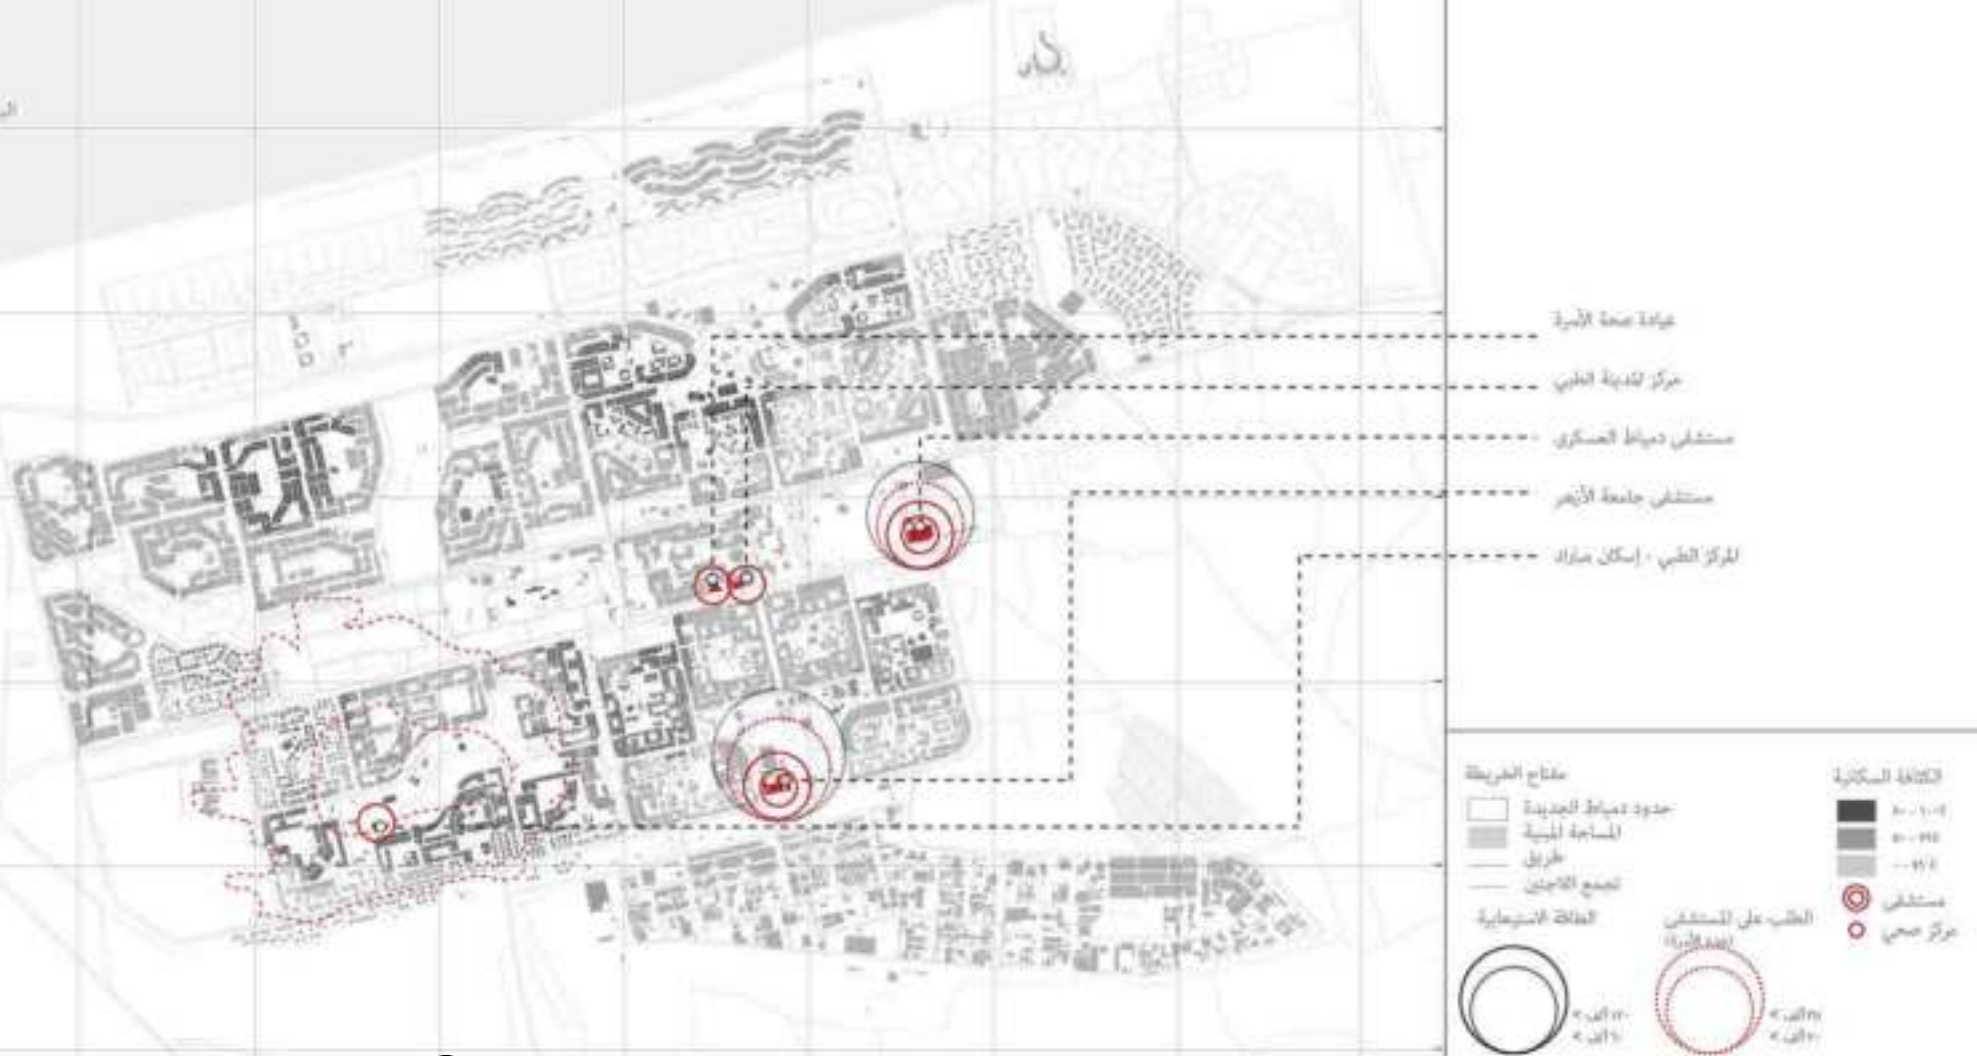 عيادة صحة الأسرة
مركز المدينة الطبي
مستشفى دمياط العسكري
مستشفى جامعة الأزهر
المركز الطبي - إسكان مبارك
مفتاح الخريطة
حدود دمياط الجديدة
المساحة المبنية
طريق
تجمع اللاجئين
الكثافة السكانية
مستشفى
مركز صحي
الطاقة الاستيعابية
الطلب على المستشفى